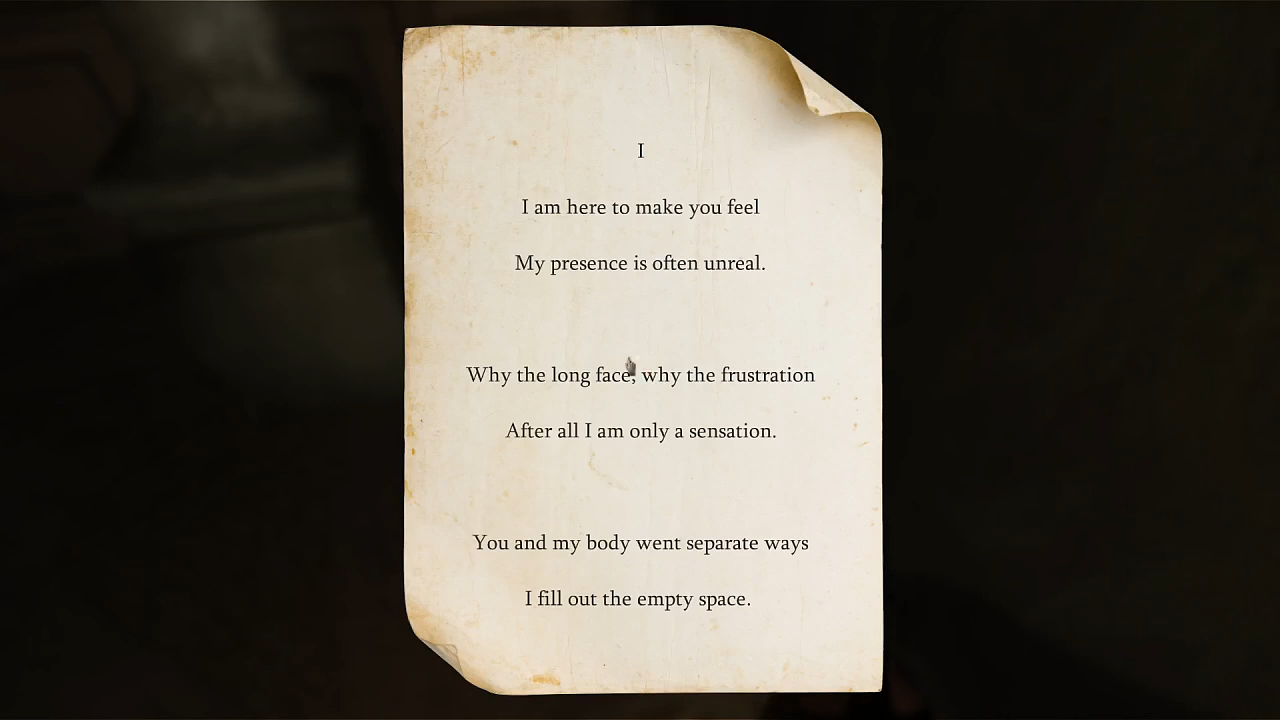 I
I am here to make you feel
My presence is often unreal.
Why the long face, why the frustration
After all I am only a sensation.
You and my body went separate ways
I fill out the empty space.